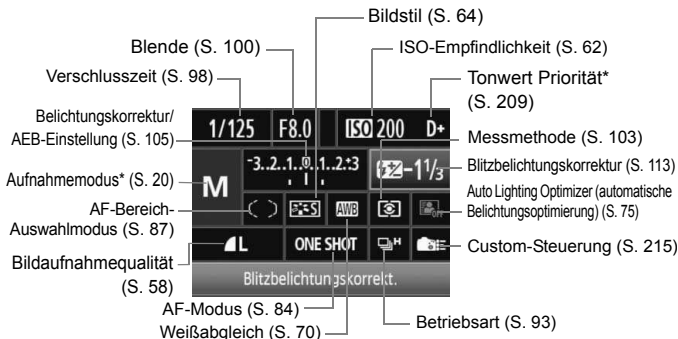 Bildstil (S. 64)
Blende (S. 100)
ISO-Empfindlichkeit (S. 62)
Verschlusszeit (S. 98)
Tonwert Priorität*
(S. 209)
Belichtungskorrektur/
AEB-Einstellung (S. 105)
1/125 F8.0 ISO 200 D+
Messmethode (S. 103)
-3..2..1..0..1..2.:3
-1 1/3
Blitzbelichtungskorrektur (S. 113)
Aufnahmemodus* (S. 20)
M
Auto Lighting Optimizer (automatische
Belichtungsoptimierung) (S. 75)
AF-Bereich-
Auswahlmodus (S. 87)
S AWB OFF
L ONE SHOT H
Custom-Steuerung (S. 215)
Bildaufnahmequalität
(S. 58)
Blitzbelichtungskorrekt.
AF-Modus (S. 84)
Betriebsart (S. 93)
Weißabgleich (S. 70)